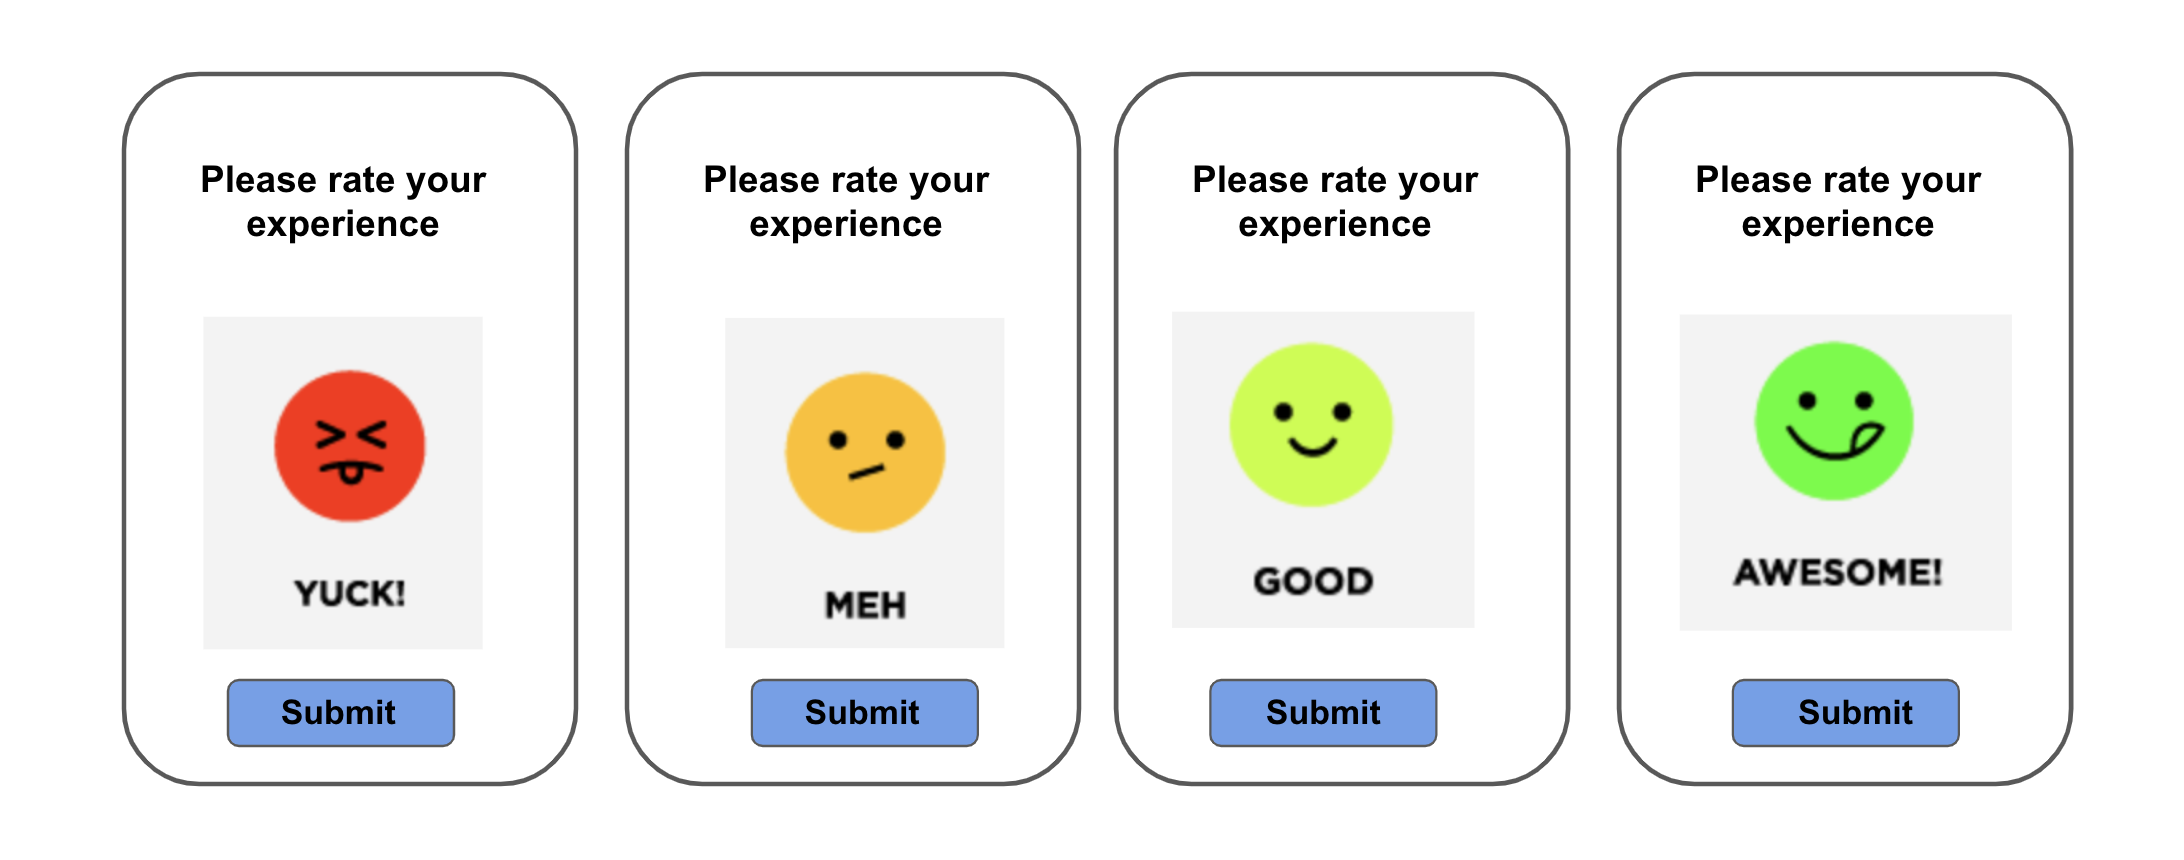 Please rate your
experience
YUCK!
Submit
Please rate your
experience
MEH
Submit
Please rate your
experience
GOOD
Submit
Please rate your
experience
AWESOME!
Submit